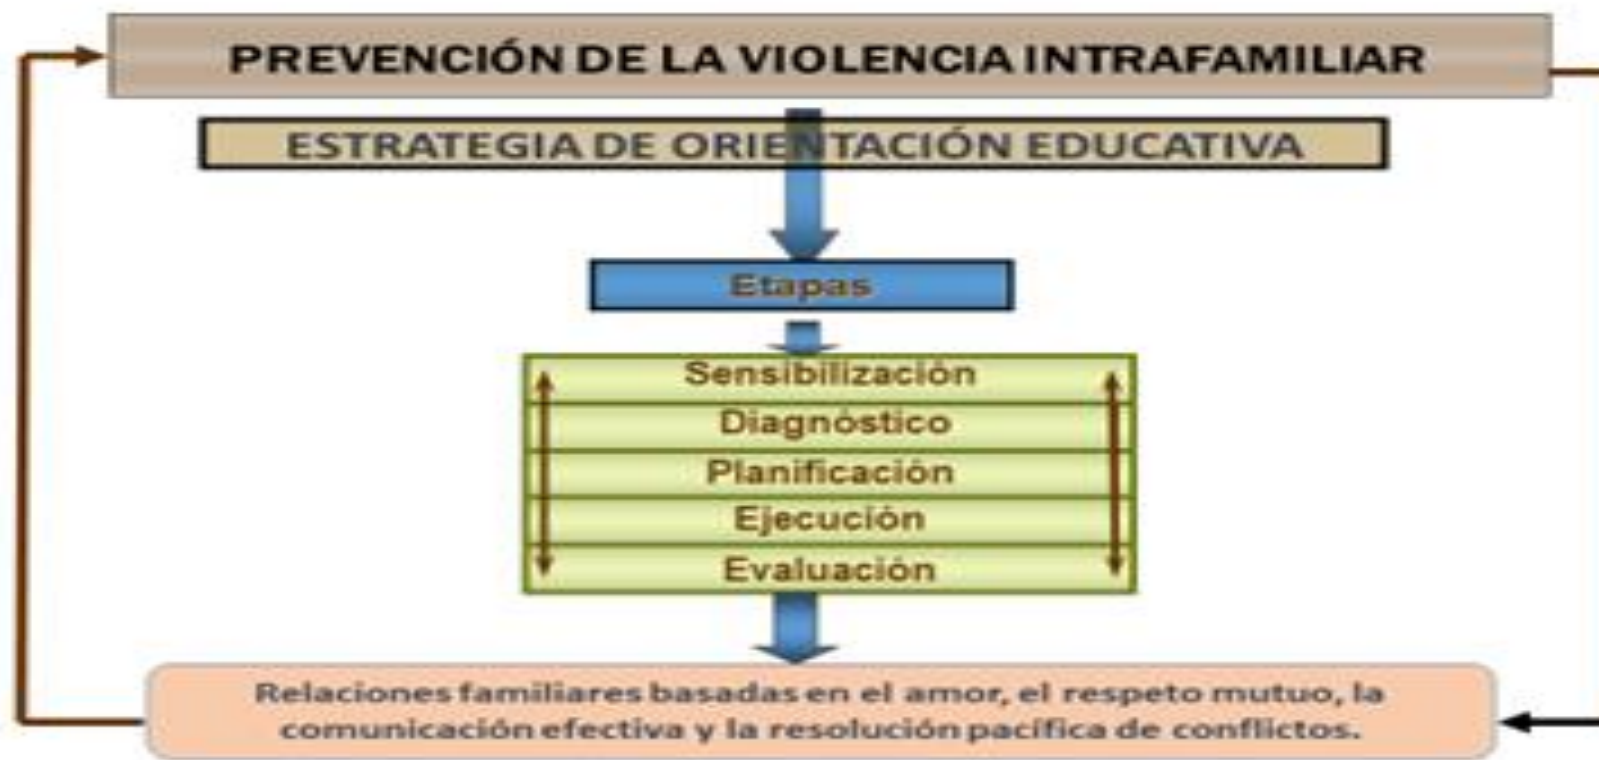 PREVENCIÓN DE LA VIOLENCIA INTRAFAMILIAR
ESTRATEGIA DE ORIENTACIÓN EDUCATIVA
Etapas
Sensibilización
Diagnóstico
Planificación
Ejecución
Evaluación
Relaciones familiares basadas en el amor, el respeto mutuo, la
comunicación efectiva y la resolución pacífica de conflictos.